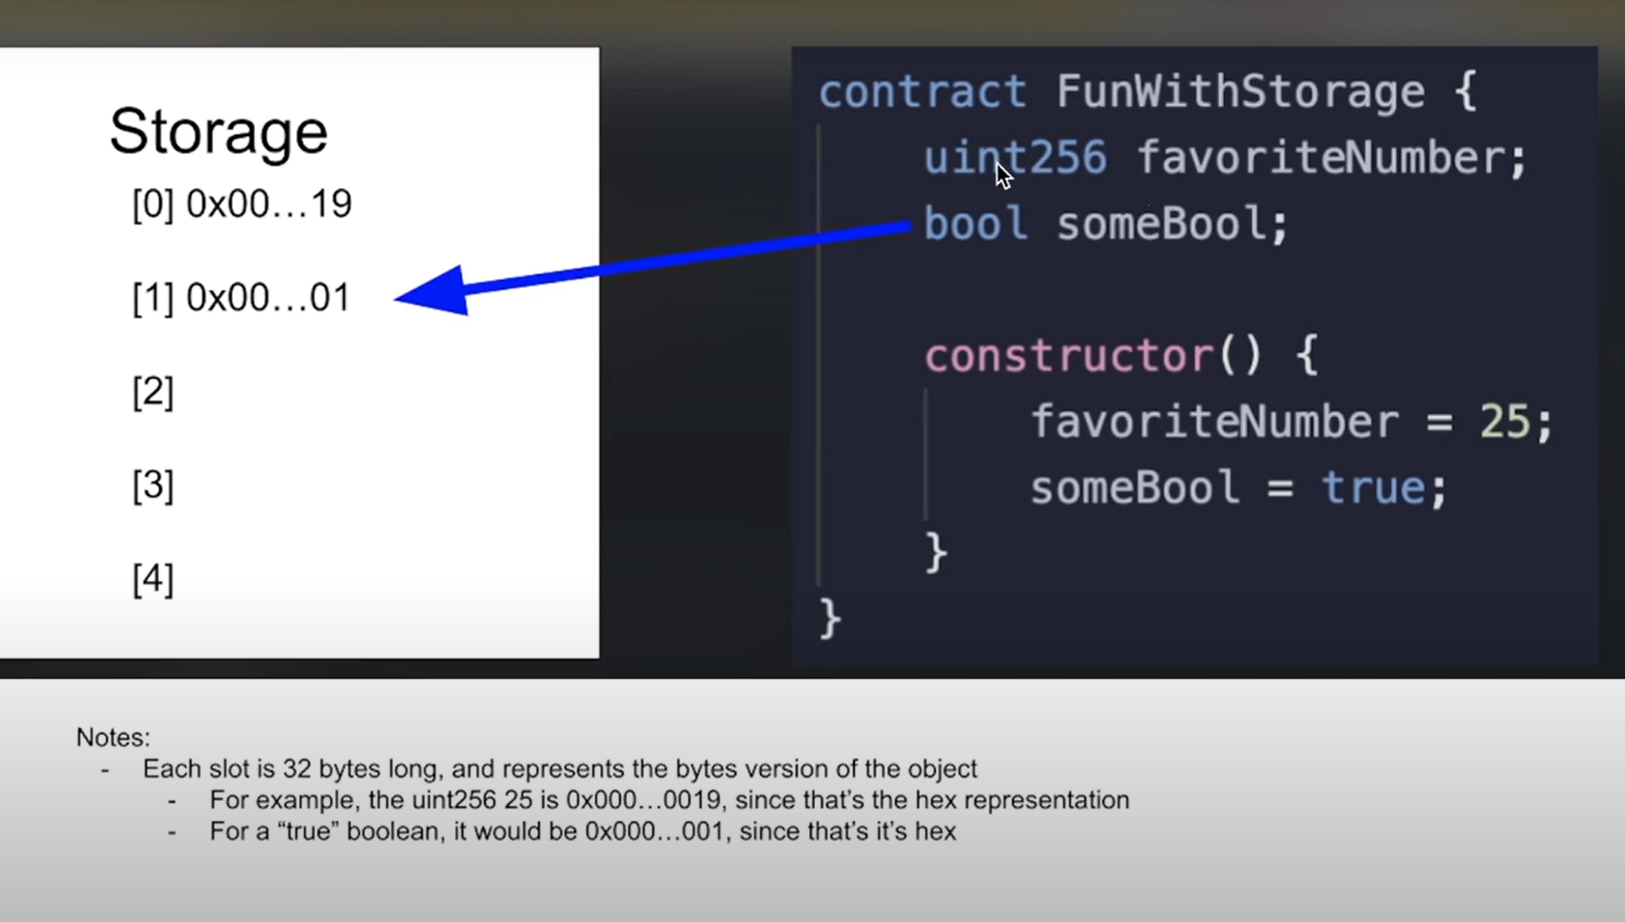 Storage
[0] 0x00...19
[1] 0x00...01
[2]
[3]
[4]
contract FunWithStorage {
uint256 favoriteNumber;
bool someBool;
constructor() {
favoriteNumber = 25;
someBool = true;
}
}
Notes:
- Each slot is 32 bytes long, and represents the bytes version of the object
- For example, the uint256 25 is 0x000...0019, since that’s the hex representation
- For a “true” boolean, it would be 0x000...001, since that’s it’s hex